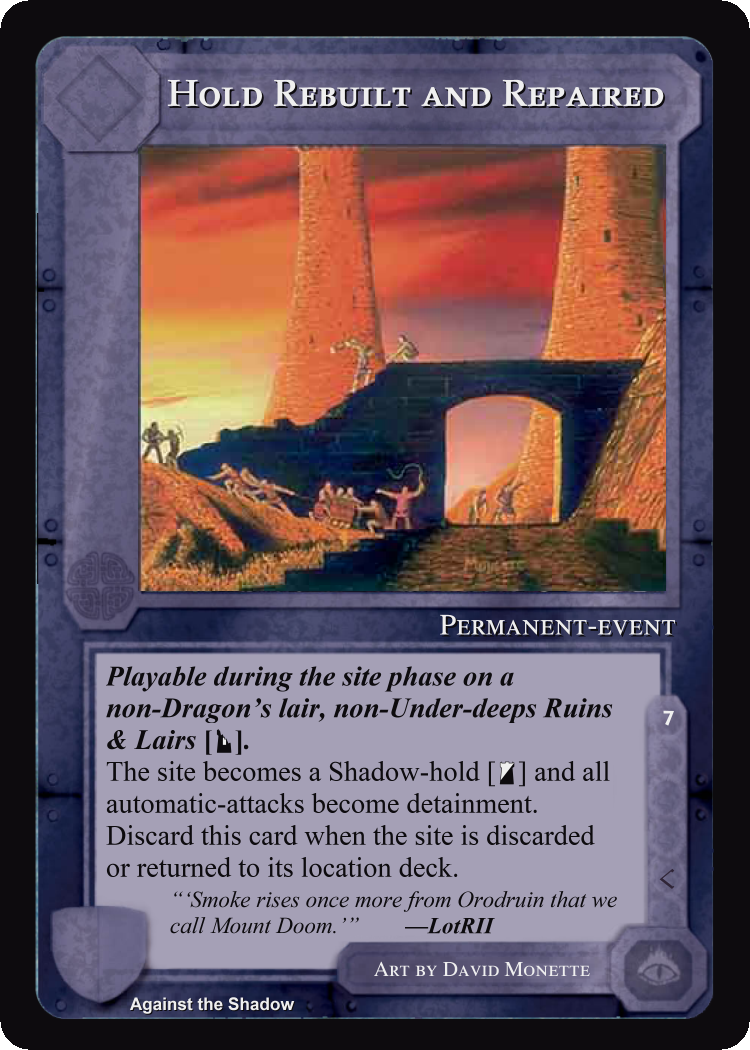 Hold Rebuilt and Repaired
Permanent-event
Playable during the site phase on a
non-Dragon's lair, non-Under-deeps Ruins
& Lairs [ ].
The site becomes a Shadow-hold [ ] and all
automatic-attacks become detainment.
Discard this card when the site is discarded
or returned to its location deck.
“‘Smoke rises once more from Orodruin that we
call Mount Doom.’” —LotRII
7
<
Art by David Monette
Against the Shadow